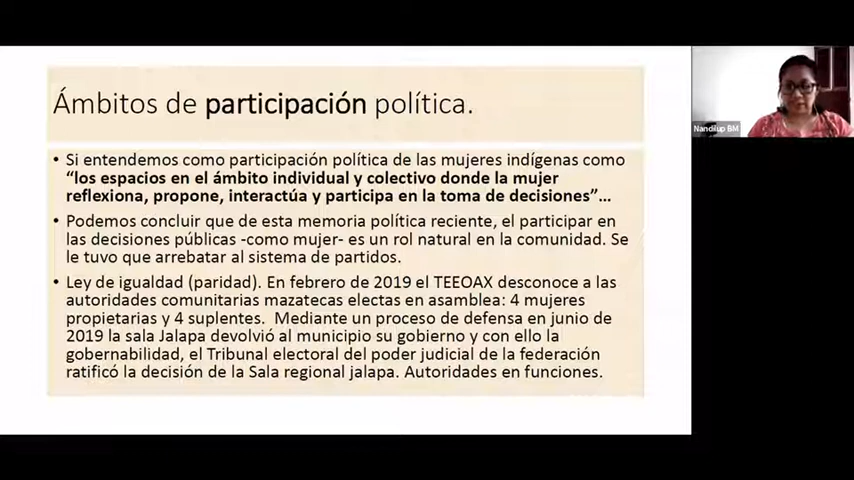 Ámbitos de participación política.
• Si entendemos como participación política de las mujeres indígenas como
“los espacios en el ámbito individual y colectivo donde la mujer
reflexiona, propone, interactúa y participa en la toma de decisiones”...
• Podemos concluir que de esta memoria política reciente, el participar en
las decisiones públicas -como mujer- es un rol natural en la comunidad. Se
le tuvo que arrebatar al sistema de partidos.
• Ley de igualdad (paridad). En febrero de 2019 el TEEOAX desconoce a las
autoridades comunitarias mazatecas electas en asamblea: 4 mujeres
propietarias y 4 suplentes. Mediante un proceso de defensa en junio de
2019 la sala Jalapa devolvió al municipio su gobierno y con ello la
gobernabilidad, el Tribunal electoral del poder judicial de la federación
ratificó la decisión de la Sala regional jalapa. Autoridades en funciones.
Nandilup BM